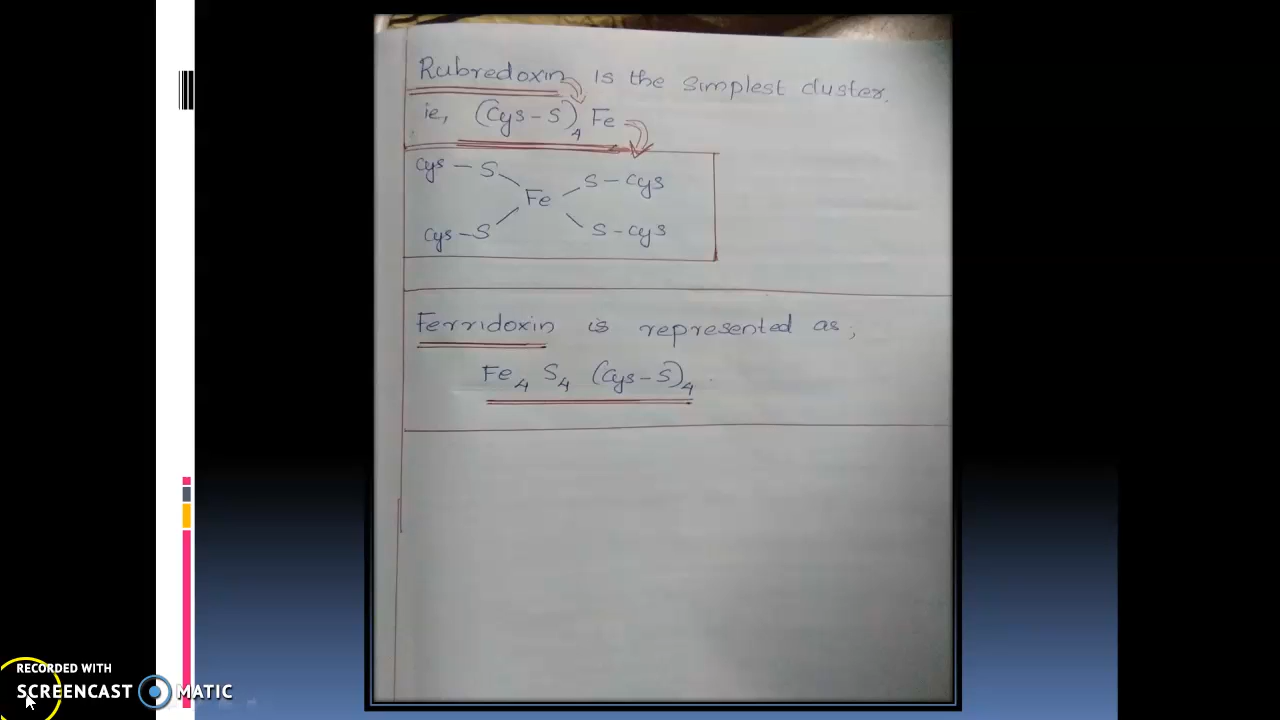 Rubredoxin is the simplest cluster.
ie, (Cys-S)4 Fe
Cys - S S - Cys
Fe
Cys - S S - Cys
Ferridoxin is represented as;
Fe4 S4 (Cys-S)4
RECORDED WITH
SCREENCAST MATIC